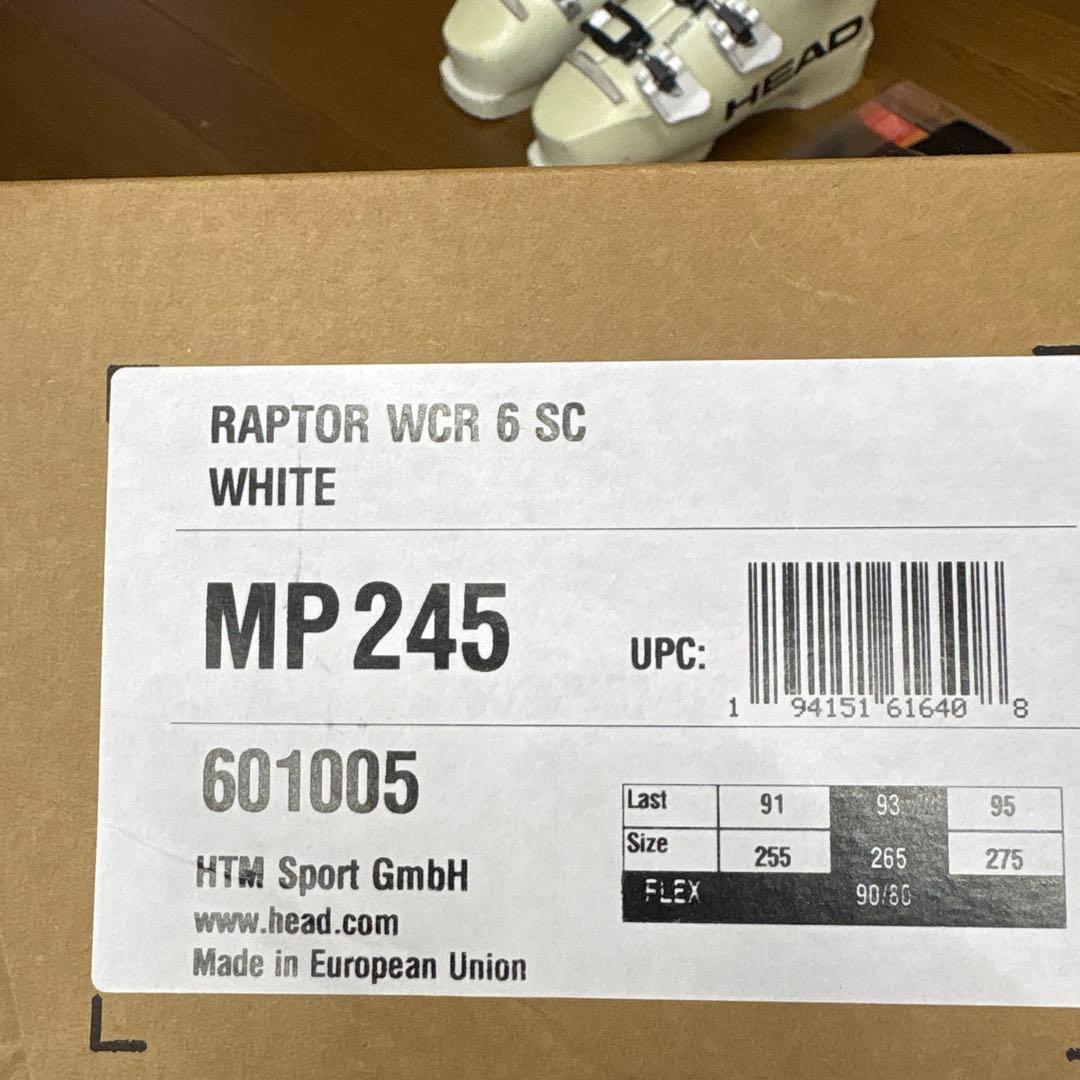 HEAD
RAPTOR WCR 6 SC
WHITE
MP 245
UPC:
1 94151 61640 8
601005
Last 91 93 95
Size 255 265 275
FLEX 90/80
HTM Sport GmbH
www.head.com
Made in European Union